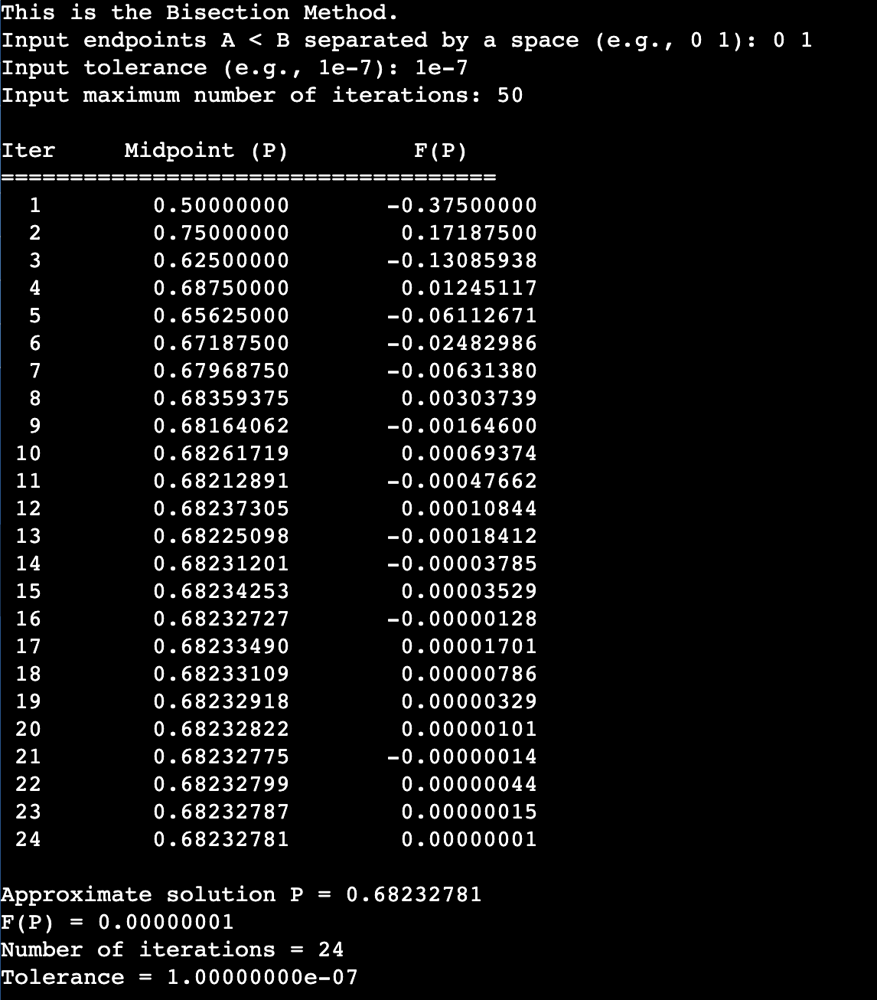 This is the Bisection Method.
Input endpoints A < B separated by a space (e.g., 0 1): 0 1
Input tolerance (e.g., 1e-7): 1e-7
Input maximum number of iterations: 50
Iter Midpoint (P) F(P)
====================================
1 0.50000000 -0.37500000
2 0.75000000 0.17187500
3 0.62500000 -0.13085938
4 0.68750000 0.01245117
5 0.65625000 -0.06112671
6 0.67187500 -0.02482986
7 0.67968750 -0.00631380
8 0.68359375 0.00303739
9 0.68164062 -0.00164600
10 0.68261719 0.00069374
11 0.68212891 -0.00047662
12 0.68237305 0.00010844
13 0.68225098 -0.00018412
14 0.68231201 -0.00003785
15 0.68234253 0.00003529
16 0.68232727 -0.00000128
17 0.68233490 0.00001701
18 0.68233109 0.00000786
19 0.68232918 0.00000329
20 0.68232822 0.00000101
21 0.68232775 -0.00000014
22 0.68232799 0.00000044
23 0.68232787 0.00000015
24 0.68232781 0.00000001
Approximate solution P = 0.68232781
F(P) = 0.00000001
Number of iterations = 24
Tolerance = 1.00000000e-07